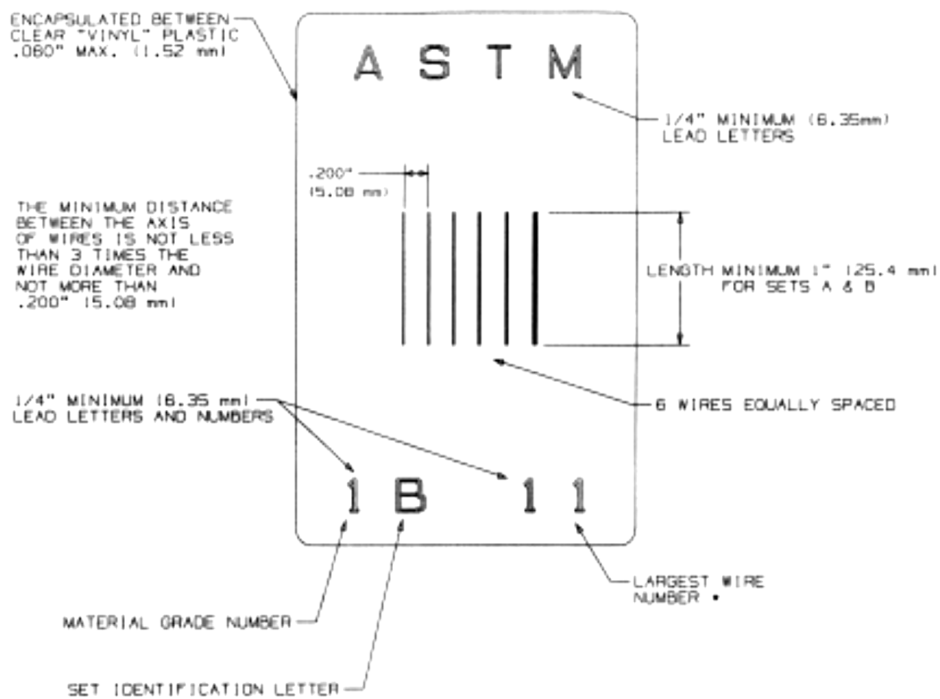 ENCAPSULATED BETWEEN
CLEAR "VINYL" PLASTIC
.060" MAX. (1.52 mm)
A S T M
1/4" MINIMUM (6.35mm)
LEAD LETTERS
.200"
(5.08 mm)
THE MINIMUM DISTANCE
BETWEEN THE AXIS
OF WIRES IS NOT LESS
THAN 3 TIMES THE
WIRE DIAMETER AND
NOT MORE THAN
.200" (5.08 mm)
LENGTH MINIMUM 1" (25.4 mm)
FOR SETS A & B
1/4" MINIMUM (6.35 mm)
LEAD LETTERS AND NUMBERS
6 WIRES EQUALLY SPACED
1 B 1 1
LARGEST WIRE
NUMBER •
MATERIAL GRADE NUMBER
SET IDENTIFICATION LETTER